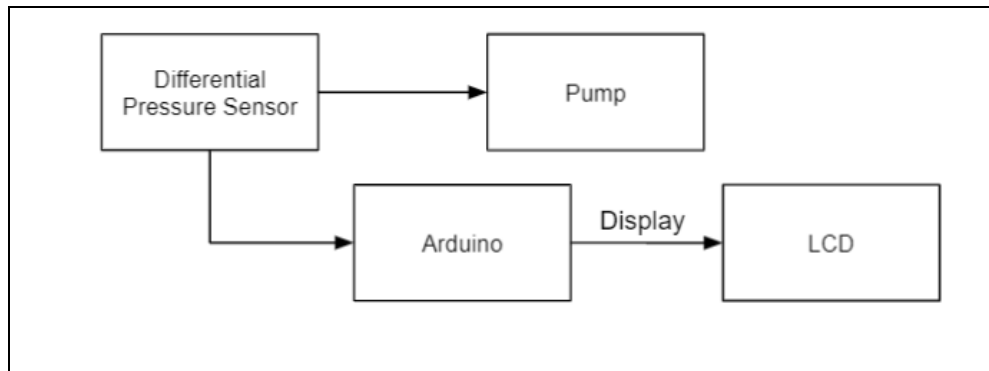 Differential
Pressure Sensor
Pump
Arduino
Display
LCD